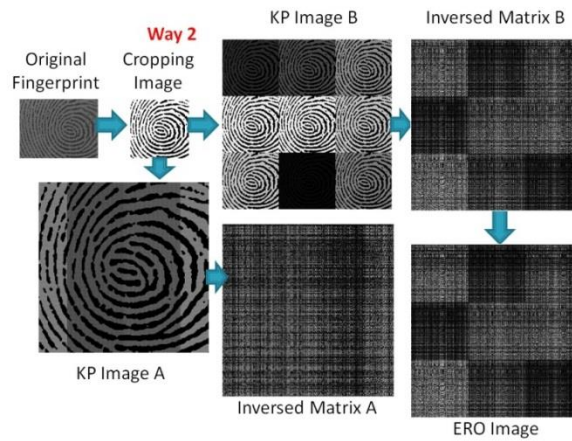 Way 2
Original
Fingerprint
Cropping
Image
KP Image B
Inversed Matrix B
KP Image A
Inversed Matrix A
ERO Image